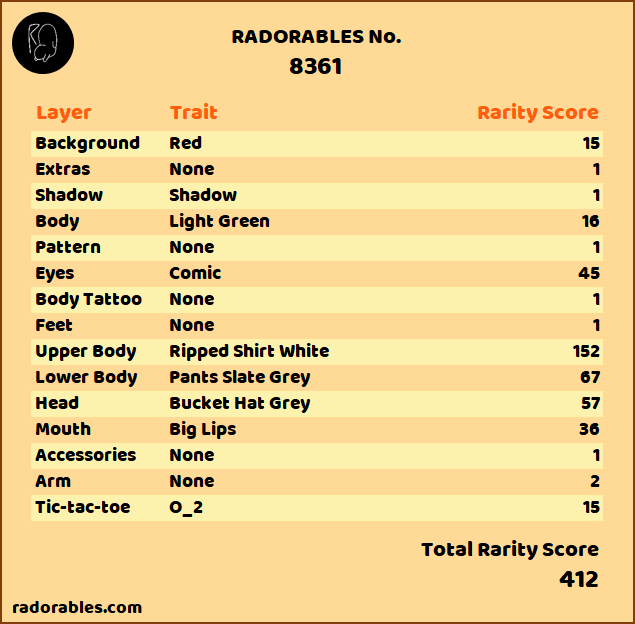 RADORABLES No.
8361
Layer Trait Rarity Score
Background Red 15
Extras None 1
Shadow Shadow 1
Body Light Green 16
Pattern None 1
Eyes Comic 45
Body Tattoo None 1
Feet None 1
Upper Body Ripped Shirt White 152
Lower Body Pants Slate Grey 67
Head Bucket Hat Grey 57
Mouth Big Lips 36
Accessories None 1
Arm None 2
Tic-tac-toe O_2 15
Total Rarity Score
412
radorables.com